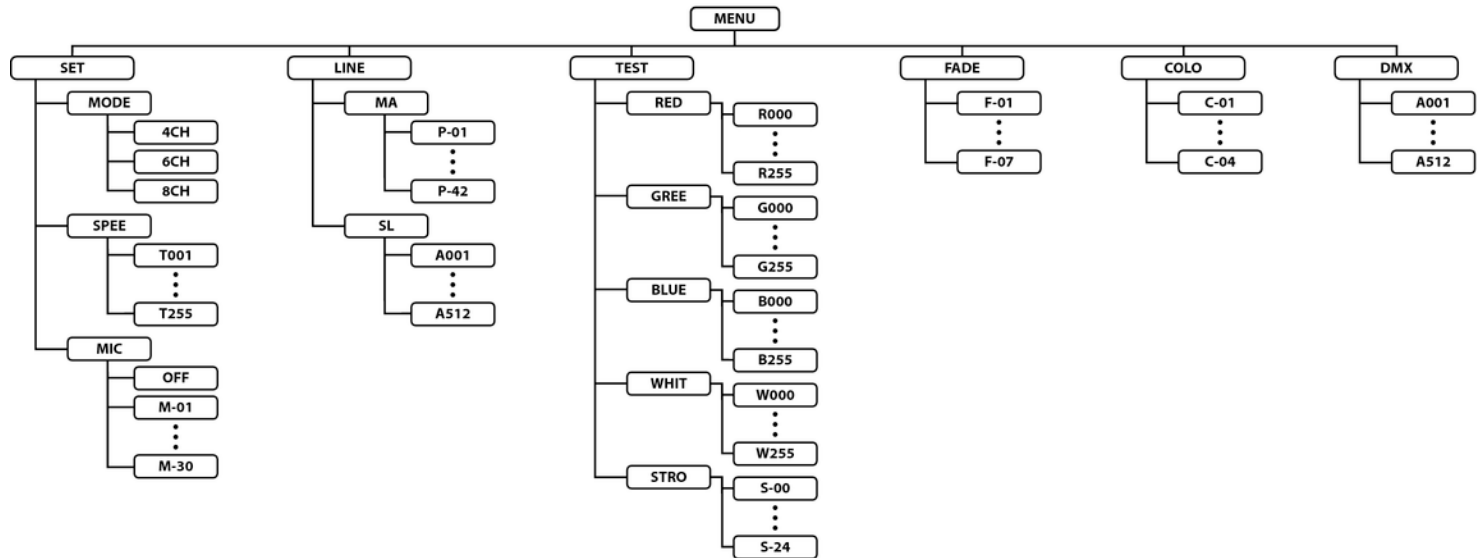 MENU
SET
MODE
4CH
6CH
8CH
SPEE
T001
T255
MIC
OFF
M-01
M-30
LINE
MA
P-01
P-42
SL
A001
A512
TEST
RED
R000
R255
GREE
G000
G255
BLUE
B000
B255
WHIT
W000
W255
STRO
S-00
S-24
FADE
F-01
F-07
COLO
C-01
C-04
DMX
A001
A512